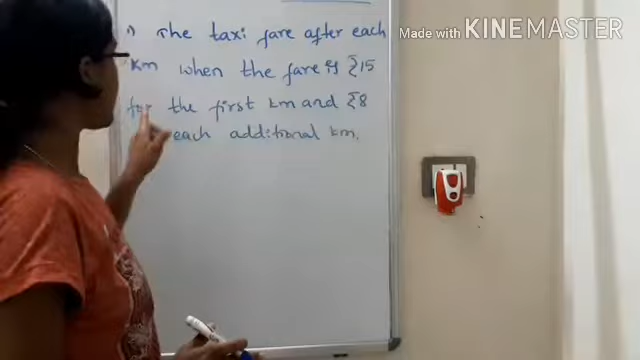 i) The taxi fare after each
km when the fare is ₹15
for the first km and ₹8
each additional km.
Made with KINEMASTER